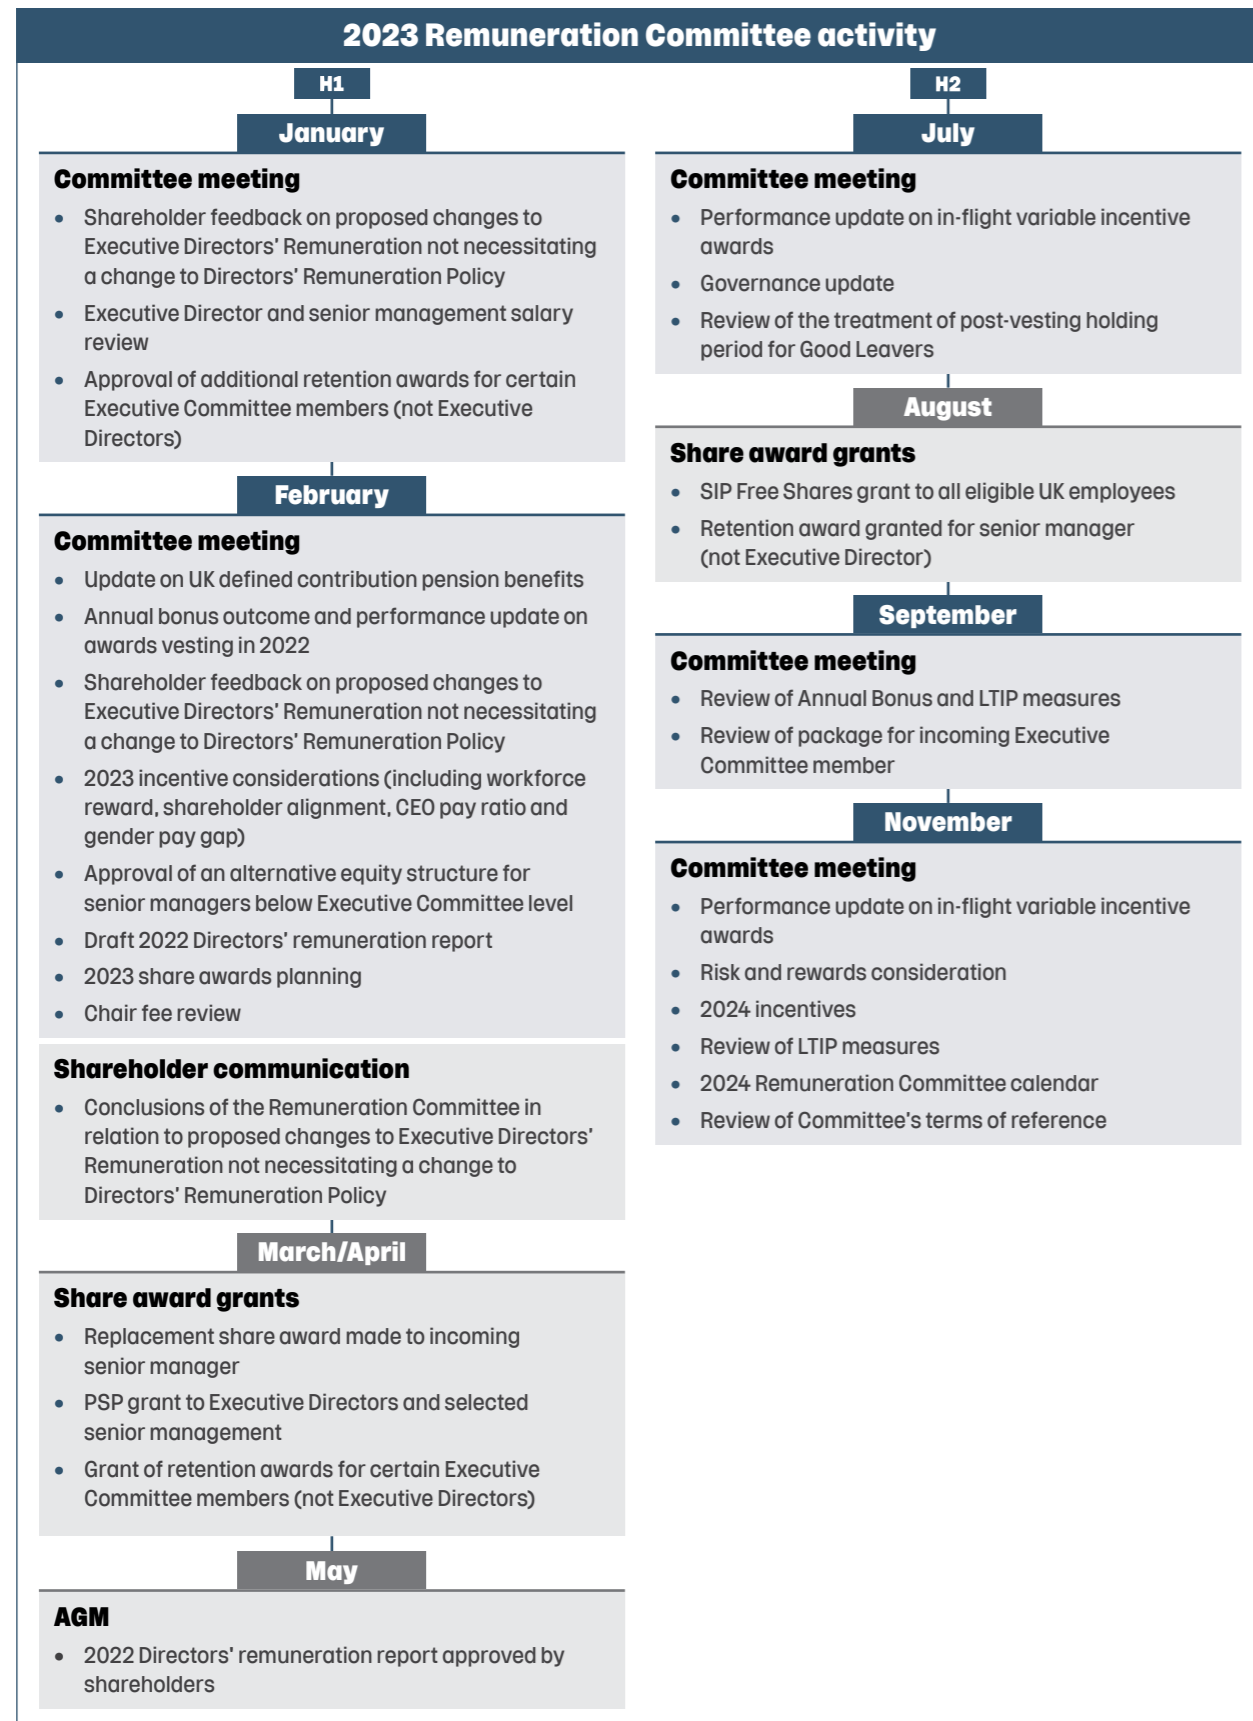 2023 Remuneration Committee activity
H1
January
Committee meeting
• Shareholder feedback on proposed changes to
Executive Directors' Remuneration not necessitating
a change to Directors' Remuneration Policy
• Executive Director and senior management salary
review
• Approval of additional retention awards for certain
Executive Committee members (not Executive
Directors)
February
Committee meeting
• Update on UK defined contribution pension benefits
• Annual bonus outcome and performance update on
awards vesting in 2022
• Shareholder feedback on proposed changes to
Executive Directors' Remuneration not necessitating
a change to Directors' Remuneration Policy
• 2023 incentive considerations (including workforce
reward, shareholder alignment, CEO pay ratio and
gender pay gap)
• Approval of an alternative equity structure for
senior managers below Executive Committee level
• Draft 2022 Directors' remuneration report
• 2023 share awards planning
• Chair fee review
Shareholder communication
• Conclusions of the Remuneration Committee in
relation to proposed changes to Executive Directors'
Remuneration not necessitating a change to
Directors' Remuneration Policy
March/April
Share award grants
• Replacement share award made to incoming
senior manager
• PSP grant to Executive Directors and selected
senior management
• Grant of retention awards for certain Executive
Committee members (not Executive Directors)
May
AGM
• 2022 Directors' remuneration report approved by
shareholders
H2
July
Committee meeting
• Performance update on in-flight variable incentive
awards
• Governance update
• Review of the treatment of post-vesting holding
period for Good Leavers
August
Share award grants
• SIP Free Shares grant to all eligible UK employees
• Retention award granted for senior manager
(not Executive Director)
September
Committee meeting
• Review of Annual Bonus and LTIP measures
• Review of package for incoming Executive
Committee member
November
Committee meeting
• Performance update on in-flight variable incentive
awards
• Risk and rewards consideration
• 2024 incentives
• Review of LTIP measures
• 2024 Remuneration Committee calendar
• Review of Committee's terms of reference